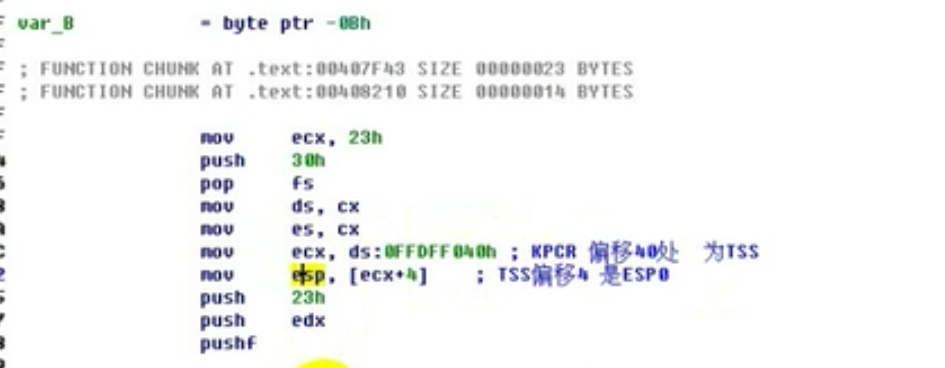 var_B = byte ptr -0Bh
; FUNCTION CHUNK AT .text:00407F43 SIZE 00000023 BYTES
; FUNCTION CHUNK AT .text:00408210 SIZE 00000014 BYTES
mov ecx, 23h
push 30h
pop fs
mov ds, cx
mov es, cx
mov ecx, ds:0FFDFF040h ; KPCR 偏移40处 为TSS
mov esp, [ecx+4] ; TSS偏移4 是ESP0
push 23h
push edx
pushf